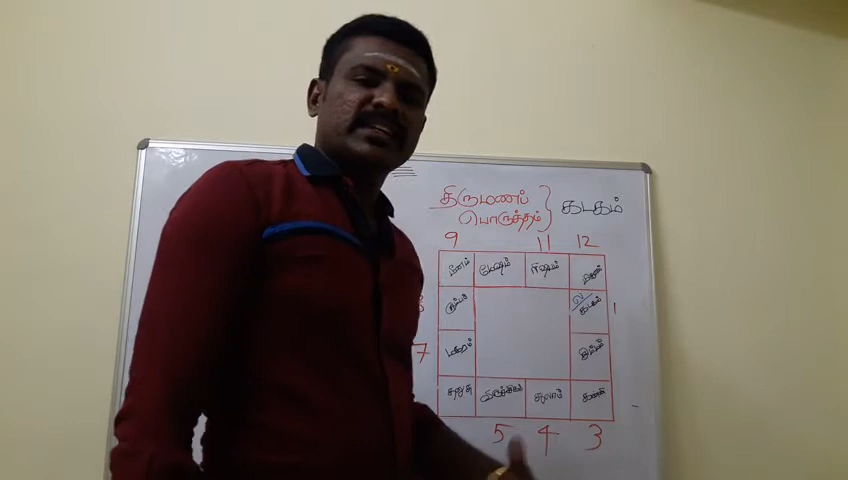 திருமணப்
பொருத்தம் } கடகம்
9 11 12
மீனம் மேஷம் ரிஷபம் மிதுனம்
கும்பம் ல கடகம் 1
7 மகரம் சிம்மம்
தனுசு விருச்சிகம் துலாம் கன்னி
5 4 3